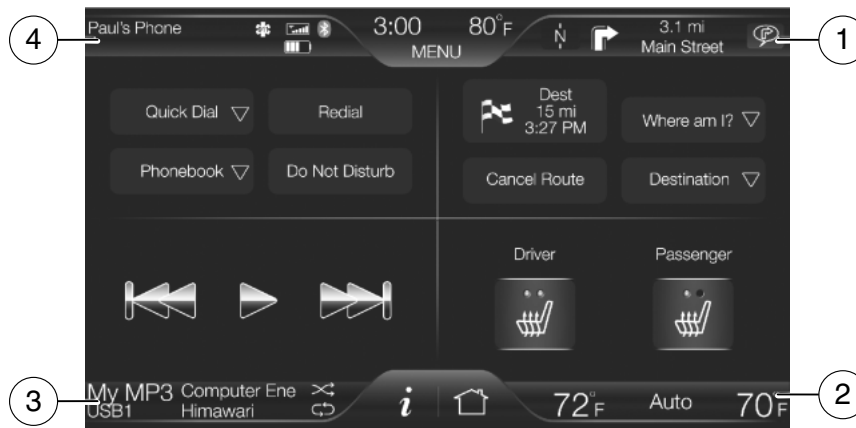 4
Paul's Phone
3:00
80°F
MENU
N
3.1 mi
Main Street
1
Quick Dial
Redial
Phonebook
Do Not Disturb
Dest
15 mi
3:27 PM
Where am I?
Cancel Route
Destination
Driver
Passenger
3
My MP3
USB1
Computer Ene
Himawari
i
72°F
Auto
70°F
2